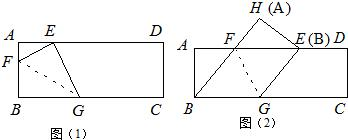 H (A)
A E D
A F E(B) D
F
B G C
B G C
图（1）
图（2）